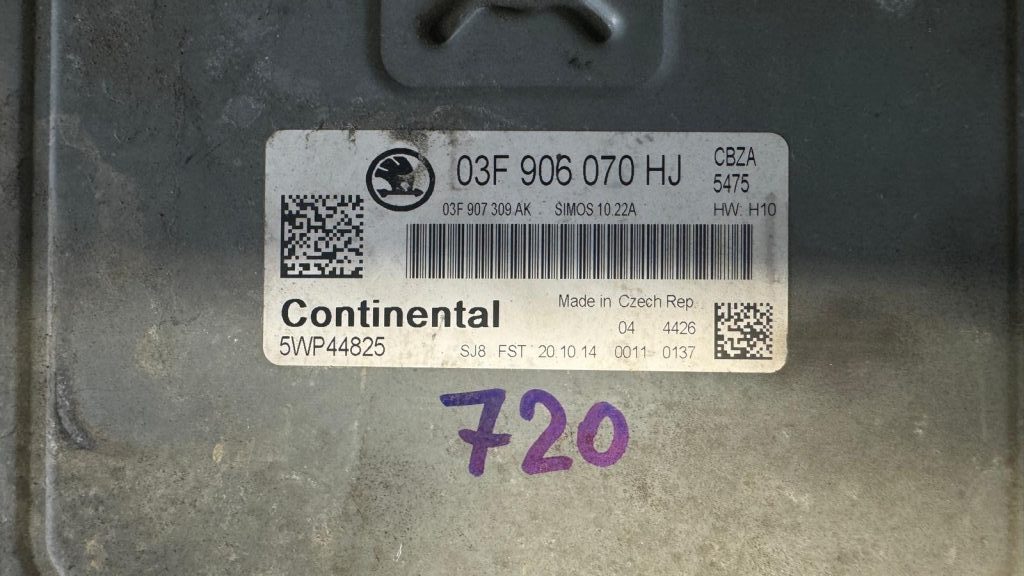 03F 906 070 HJ
CBZA
5475
03F 907 309 AK SIMOS 10.22A
HW: H10
Continental
5WP44825
Made in Czech Rep.
04 4426
SJ8 FST 20.10.14 0011 0137
720